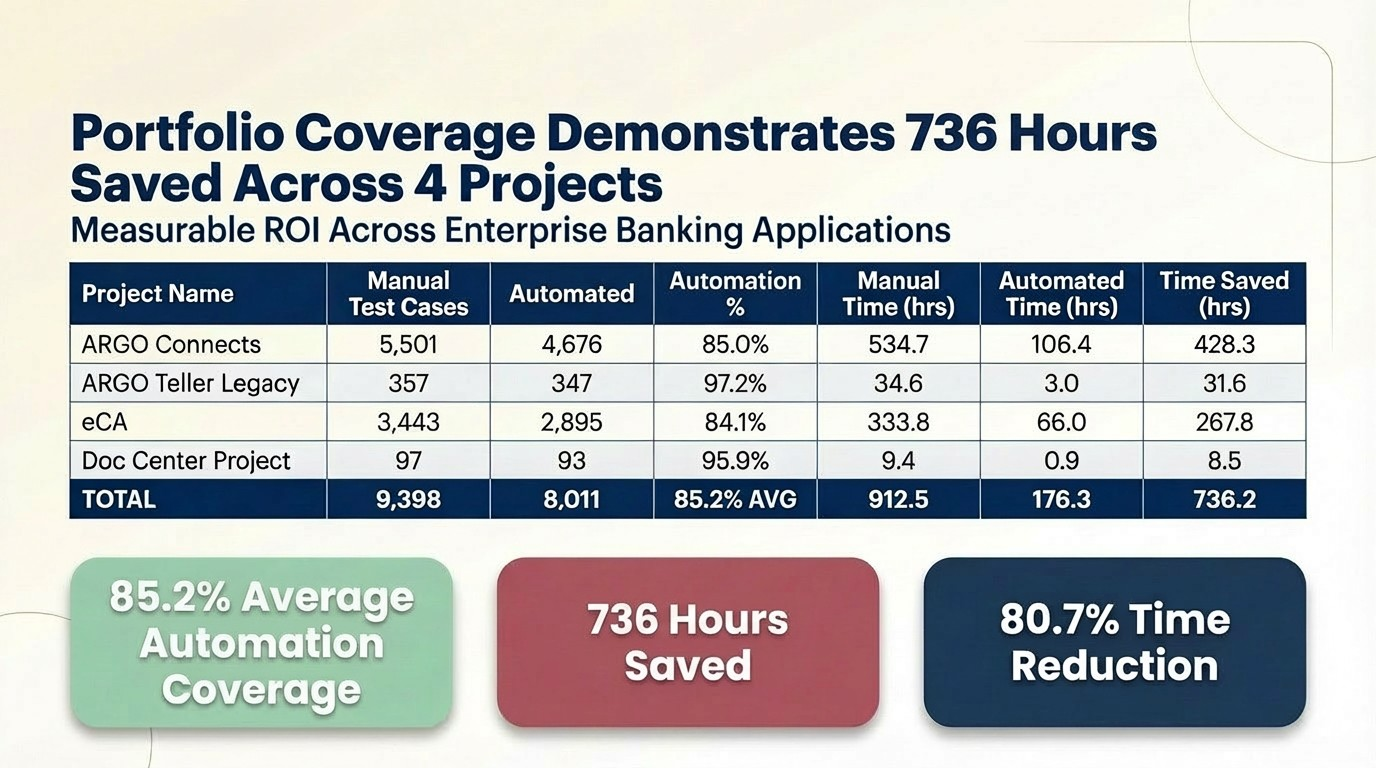 Portfolio Coverage Demonstrates 736 Hours
Saved Across 4 Projects
Measurable ROI Across Enterprise Banking Applications
Project Name | Manual Test Cases | Automated | Automation % | Manual Time (hrs) | Automated Time (hrs) | Time Saved (hrs)
ARGO Connects | 5,501 | 4,676 | 85.0% | 534.7 | 106.4 | 428.3
ARGO Teller Legacy | 357 | 347 | 97.2% | 34.6 | 3.0 | 31.6
eCA | 3,443 | 2,895 | 84.1% | 333.8 | 66.0 | 267.8
Doc Center Project | 97 | 93 | 95.9% | 9.4 | 0.9 | 8.5
TOTAL | 9,398 | 8,011 | 85.2% AVG | 912.5 | 176.3 | 736.2
85.2% Average
Automation
Coverage
736 Hours
Saved
80.7% Time
Reduction